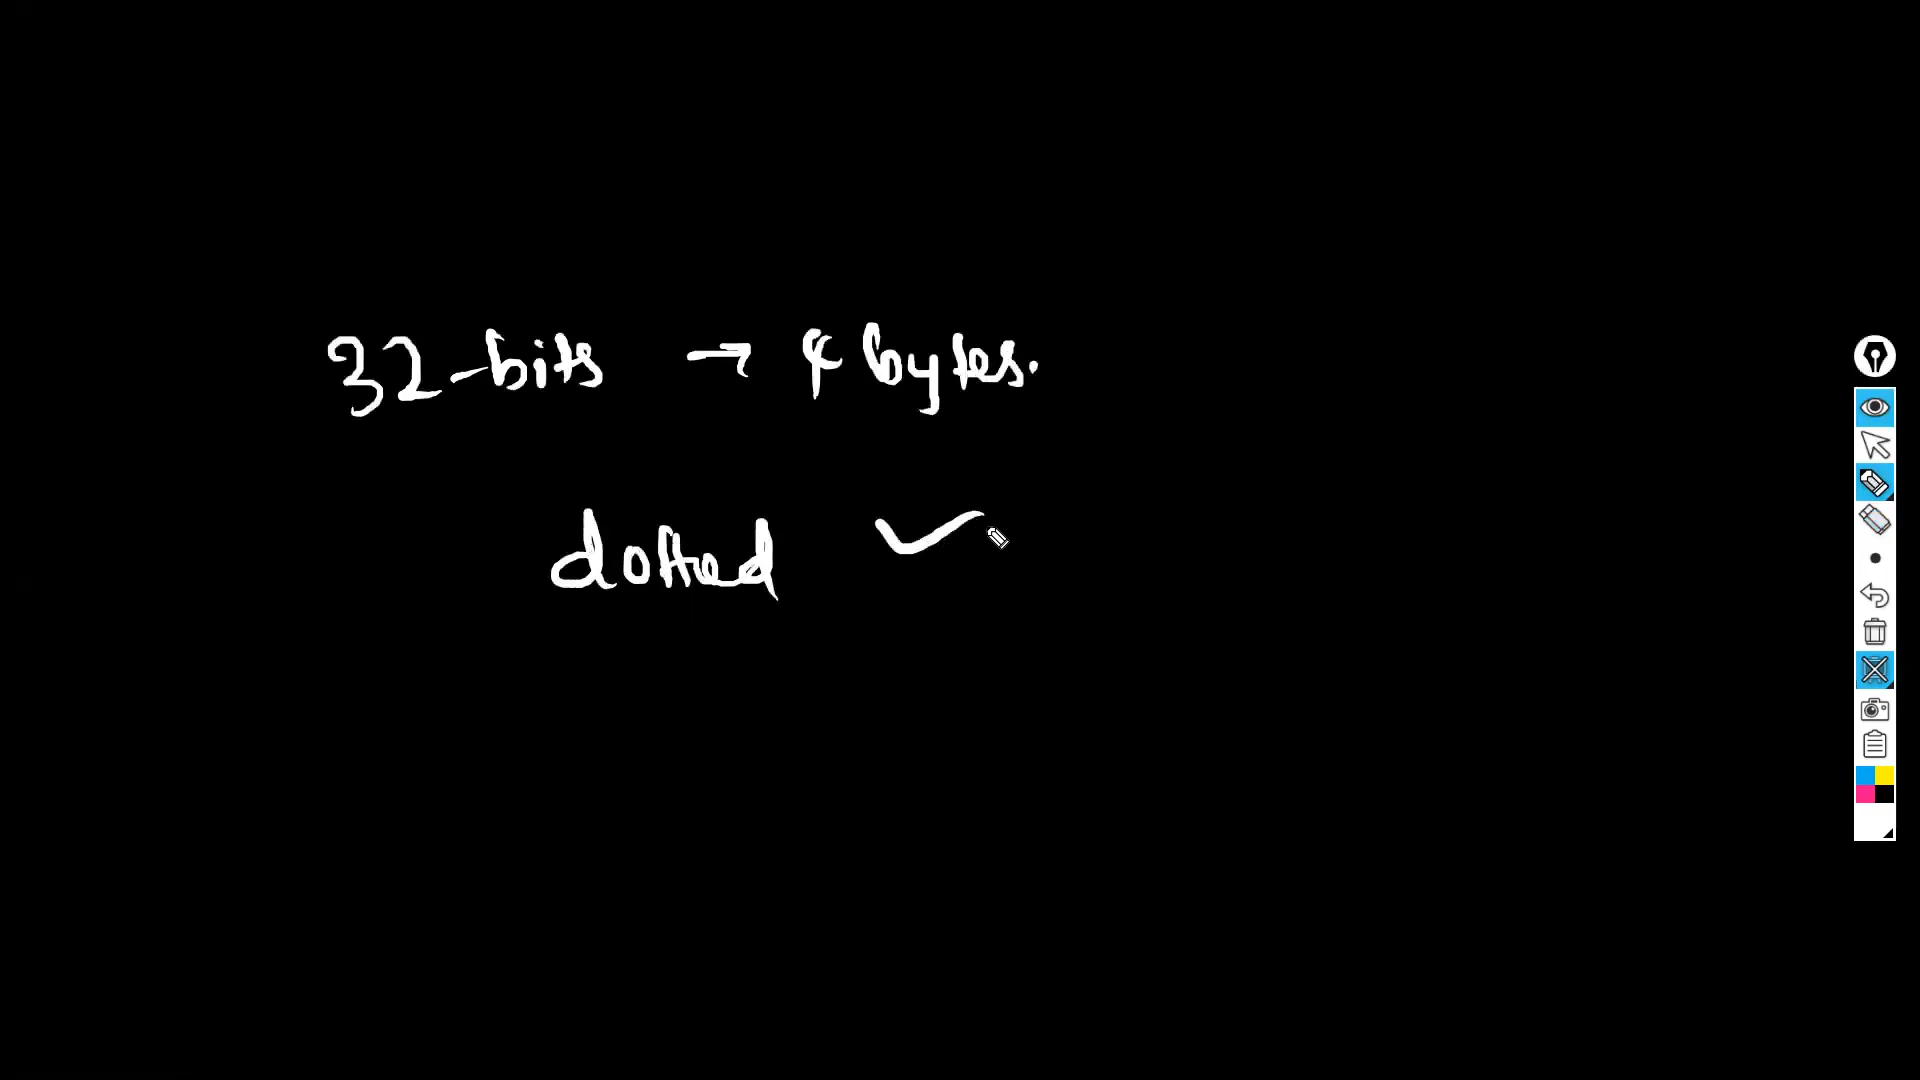 32-bits → 4 bytes.
dotted ✓